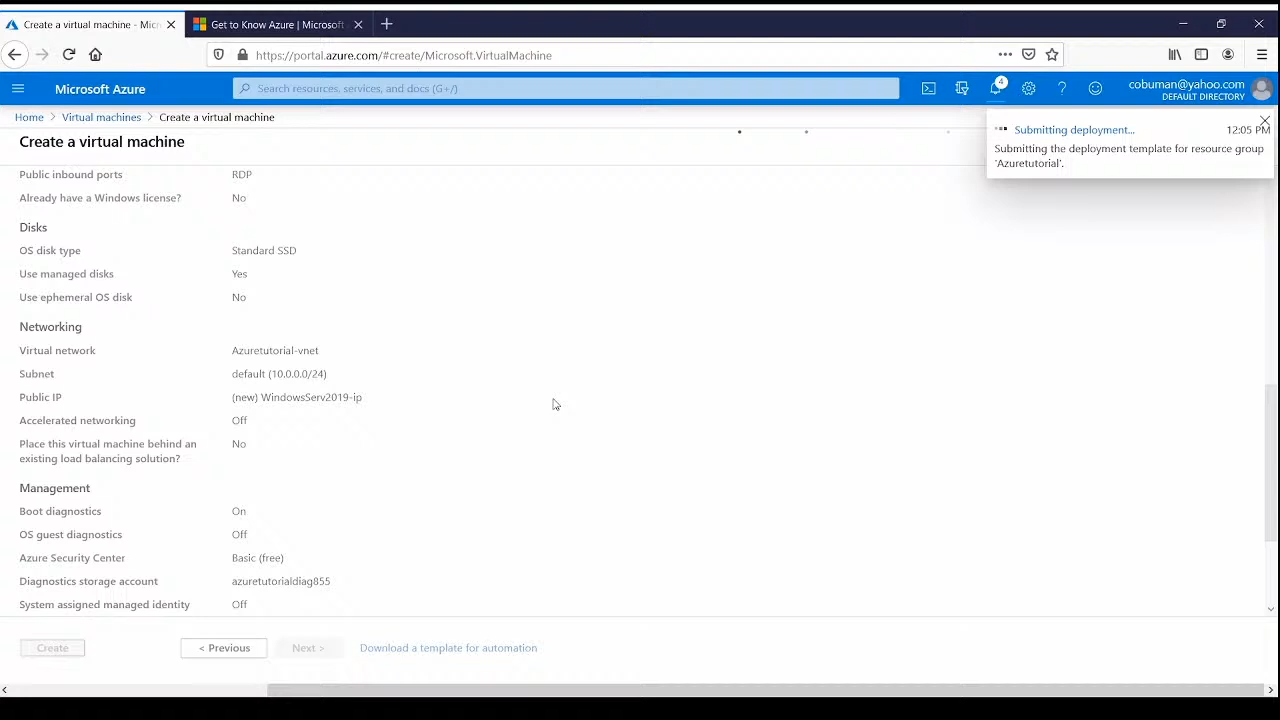 Create a virtual machine - Micr
Get to Know Azure | Microsoft
https://portal.azure.com/#create/Microsoft.VirtualMachine
Microsoft Azure
Search resources, services, and docs (G+/)
4
cobuman@yahoo.com
DEFAULT DIRECTORY
Home > Virtual machines > Create a virtual machine
Create a virtual machine
Submitting deployment...
12:05 PM
Submitting the deployment template for resource group
'Azuretutorial'.
Public inbound ports RDP
Already have a Windows license? No
Disks
OS disk type Standard SSD
Use managed disks Yes
Use ephemeral OS disk No
Networking
Virtual network Azuretutorial-vnet
Subnet default (10.0.0.0/24)
Public IP (new) WindowsServ2019-ip
Accelerated networking Off
Place this virtual machine behind an No
existing load balancing solution?
Management
Boot diagnostics On
OS guest diagnostics Off
Azure Security Center Basic (free)
Diagnostics storage account azuretutorialdiag855
System assigned managed identity Off
Create
< Previous
Next >
Download a template for automation